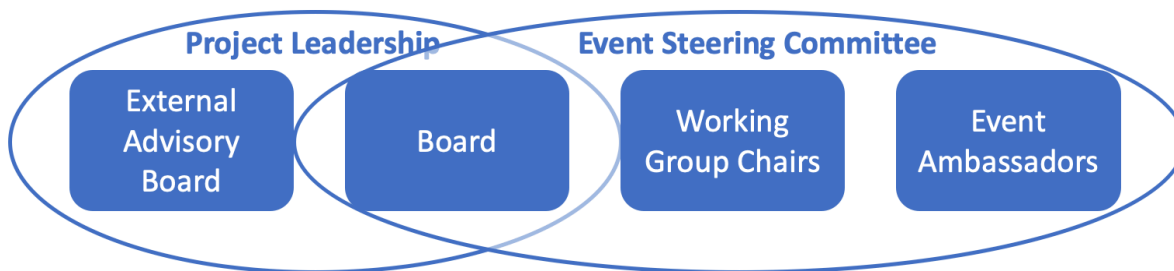 Project Leadership
Event Steering Committee
External
Advisory
Board
Board
Working
Group Chairs
Event
Ambassadors